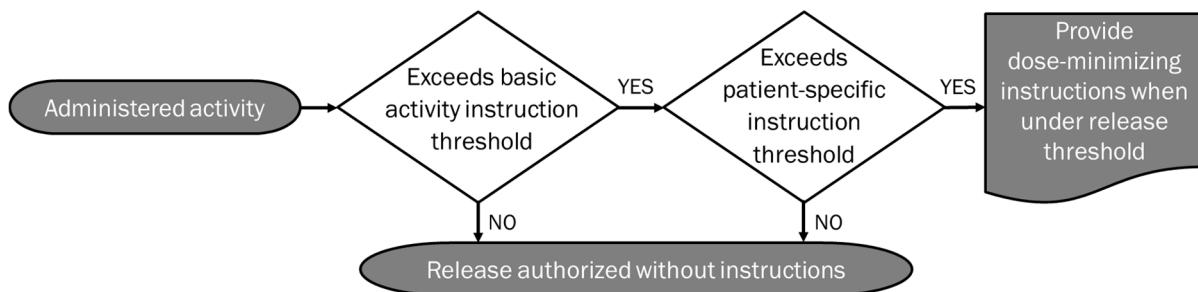 Administered activity
Exceeds basic
activity instruction
threshold
YES
NO
Exceeds
patient-specific
instruction
threshold
YES
NO
Provide
dose-minimizing
instructions when
under release
threshold
Release authorized without instructions